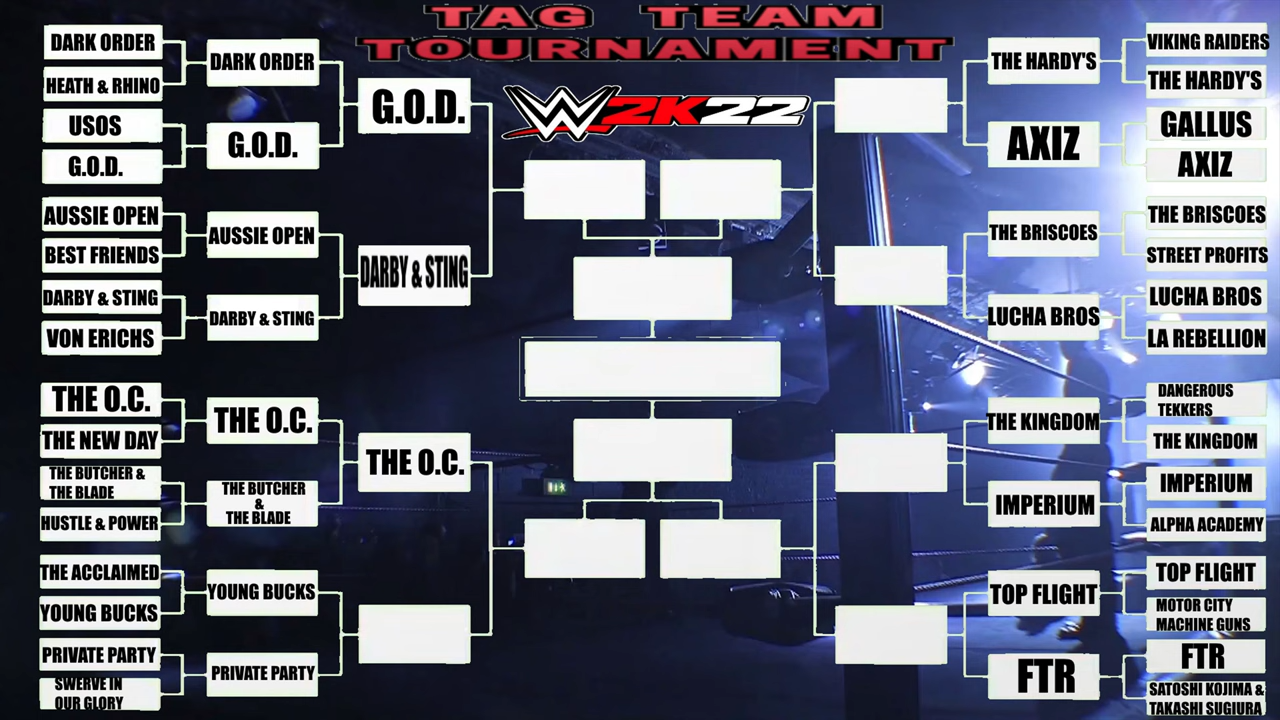 TAG TEAM
TOURNAMENT
W 2K22
DARK ORDER
HEATH & RHINO
USOS
G.O.D.
AUSSIE OPEN
BEST FRIENDS
DARBY & STING
VON ERICHS
THE O.C.
THE NEW DAY
THE BUTCHER &
THE BLADE
HUSTLE & POWER
THE ACCLAIMED
YOUNG BUCKS
PRIVATE PARTY
SWERVE IN
OUR GLORY
DARK ORDER
G.O.D.
AUSSIE OPEN
DARBY & STING
THE O.C.
THE BUTCHER
&
THE BLADE
YOUNG BUCKS
PRIVATE PARTY
G.O.D.
DARBY & STING
THE O.C.
THE HARDY'S
AXIZ
THE BRISCOES
LUCHA BROS
THE KINGDOM
IMPERIUM
TOP FLIGHT
FTR
VIKING RAIDERS
THE HARDY'S
GALLUS
AXIZ
THE BRISCOES
STREET PROFITS
LUCHA BROS
LA REBELLION
DANGEROUS
TEKKERS
THE KINGDOM
IMPERIUM
ALPHA ACADEMY
TOP FLIGHT
MOTOR CITY
MACHINE GUNS
FTR
SATOSHI KOJIMA &
TAKASHI SUGIURA